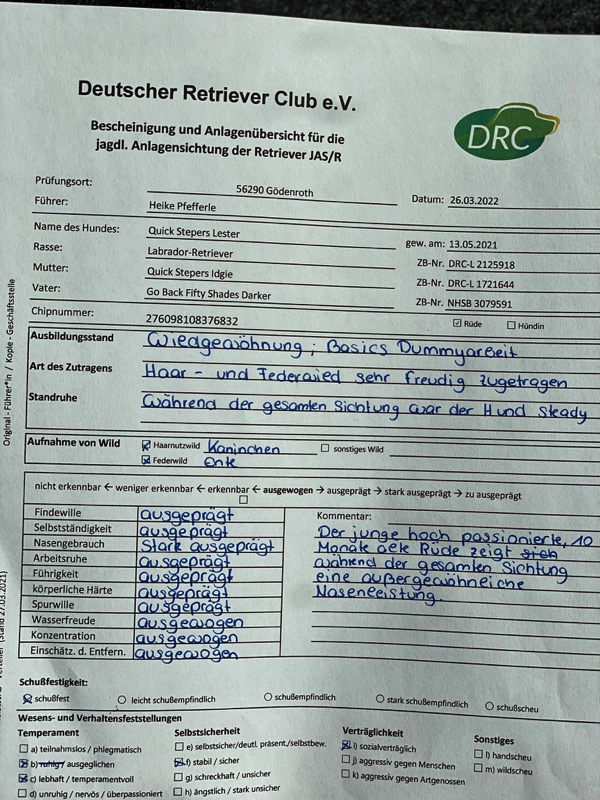 Deutscher Retriever Club e.V.
Bescheinigung und Anlagenübersicht für die
jagdl. Anlagensichtung der Retriever JAS/R
DRC
Prüfungsort: 56290 Gödenroth Datum: 26.03.2022
Führer: Heike Pfefferle
Name des Hundes: Quick Stepers Lester gew. am: 13.05.2021
Rasse: Labrador-Retriever ZB-Nr. DRC-L 2125918
Mutter: Quick Stepers Idgie ZB-Nr. DRC-L 1721644
Vater: Go Back Fifty Shades Darker ZB-Nr. NHSB 3079591
Chipnummer: 276098108376832 ☑ Rüde ☐ Hündin
Ausbildungsstand Wiedgewöhnung; Basics Dummyarbeit
Art des Zutragens Haar- und Federwied sehr freudig zugetragen
Standruhe Während der gesamten Sichtung war der Hund steady
Aufnahme von Wild ☒ Haarnutzwild Kaninchen ☐ sonstiges Wild
☒ Federwild Ente
nicht erkennbar ← weniger erkennbar ← erkennbar ← ausgewogen → ausgeprägt → stark ausgeprägt → zu ausgeprägt
Findewille ausgeprägt
Selbstständigkeit ausgeprägt
Nasengebrauch Stark ausgeprägt
Arbeitsruhe ausgeprägt
Führigkeit ausgeprägt
körperliche Härte ausgeprägt
Spurwille ausgeprägt
Wasserfreude ausgewogen
Konzentration ausgewogen
Einschätz. d. Entfern. ausgewogen
Kommentar:
Der junge hoch passionierte, 10
Monate alte Rüde zeigt sich
während der gesamten Sichtung
eine außergewöhneiche
Naseneeistung.
Schußfestigkeit:
☒ schußfest ○ leicht schußempfindlich ○ schußempfindlich ○ stark schußempfindlich ○ schußscheu
Wesens- und Verhaltensfeststellungen
Temperament
☐ a) teilnahmslos / phlegmatisch
☒ b) ruhig / ausgeglichen
☒ c) lebhaft / temperamentvoll
☐ d) unruhig / nervös / überpassioniert
Selbstsicherheit
☐ e) selbstsicher/deutl. präsent./selbstbew.
☒ f) stabil / sicher
☐ g) schreckhaft / unsicher
☐ h) ängstlich / stark unsicher
Verträglichkeit
☒ i) sozialverträglich
☐ j) aggressiv gegen Menschen
☐ k) aggressiv gegen Artgenossen
Sonstiges
☐ l) handscheu
☐ m) wildscheu
Original - Führer*in / Kopie - Geschäftsstelle
(Stand 27.03.2021)